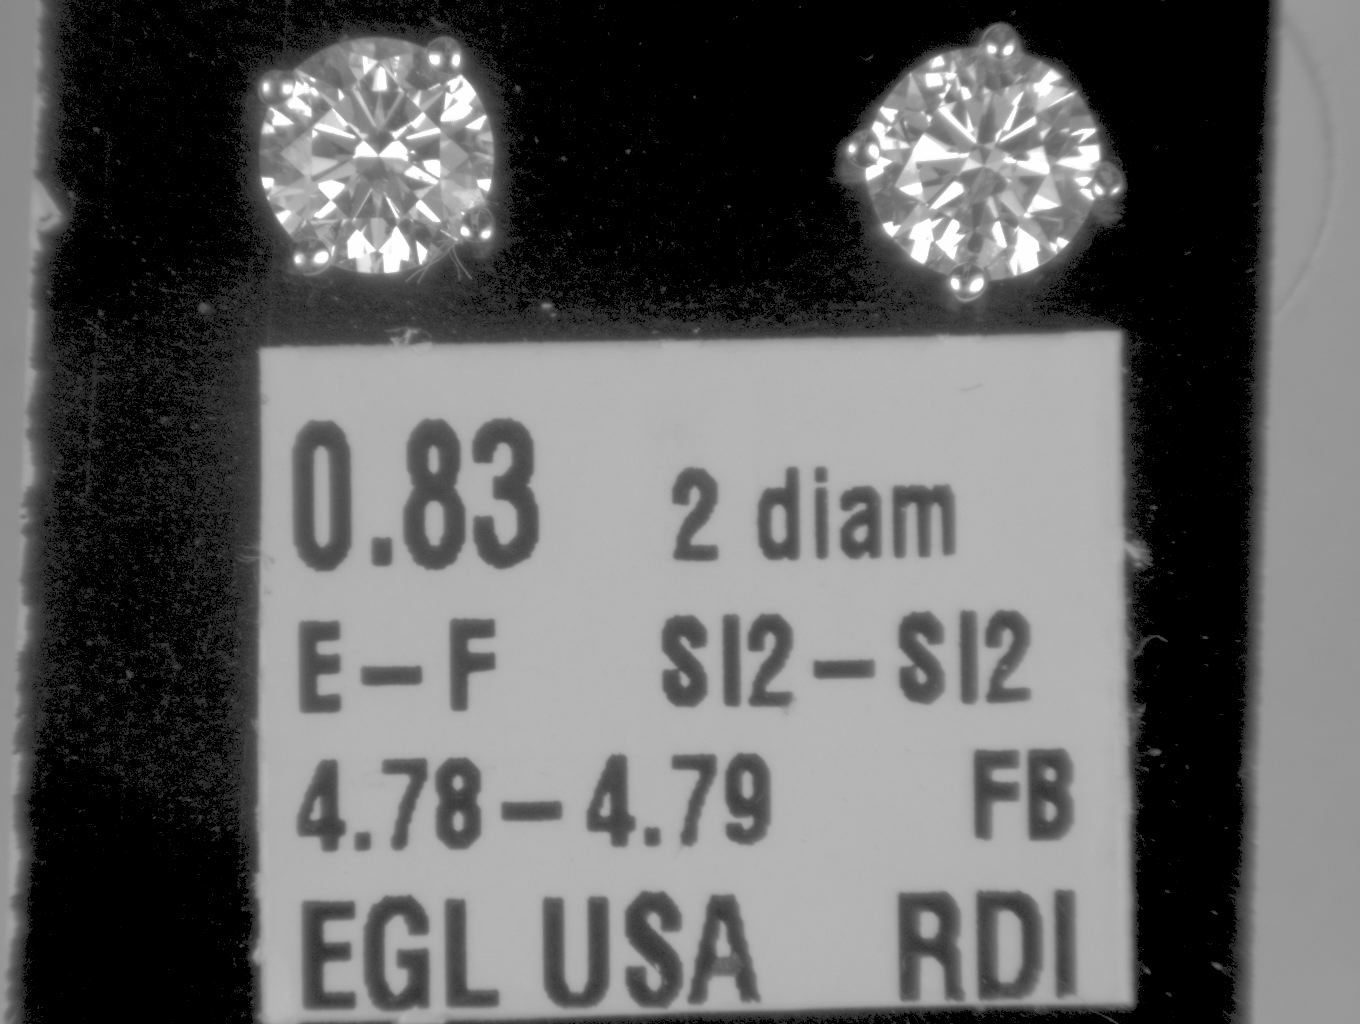 0.83 2 diam
E-F SI2-SI2
4.78-4.79 FB
EGL USA RDI